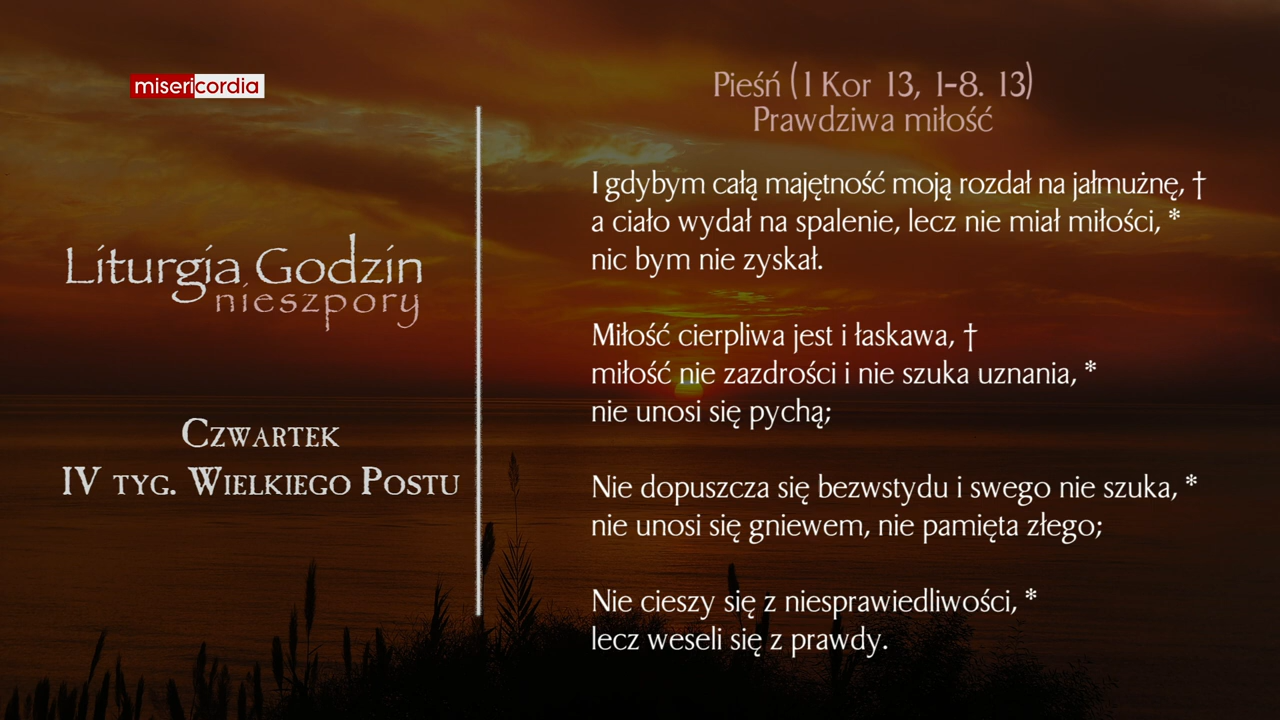 misericordia
Liturgia Godzin
nieszpory
Czwartek
IV tyg. Wielkiego Postu
Pieśń (1 Kor 13, 1-8. 13)
Prawdziwa miłość
I gdybym całą majętność moją rozdał na jałmużnę, †
a ciało wydał na spalenie, lecz nie miał miłości, *
nic bym nie zyskał.
Miłość cierpliwa jest i łaskawa, †
miłość nie zazdrości i nie szuka uznania, *
nie unosi się pychą;
Nie dopuszcza się bezwstydu i swego nie szuka, *
nie unosi się gniewem, nie pamięta złego;
Nie cieszy się z niesprawiedliwości, *
lecz weseli się z prawdy.